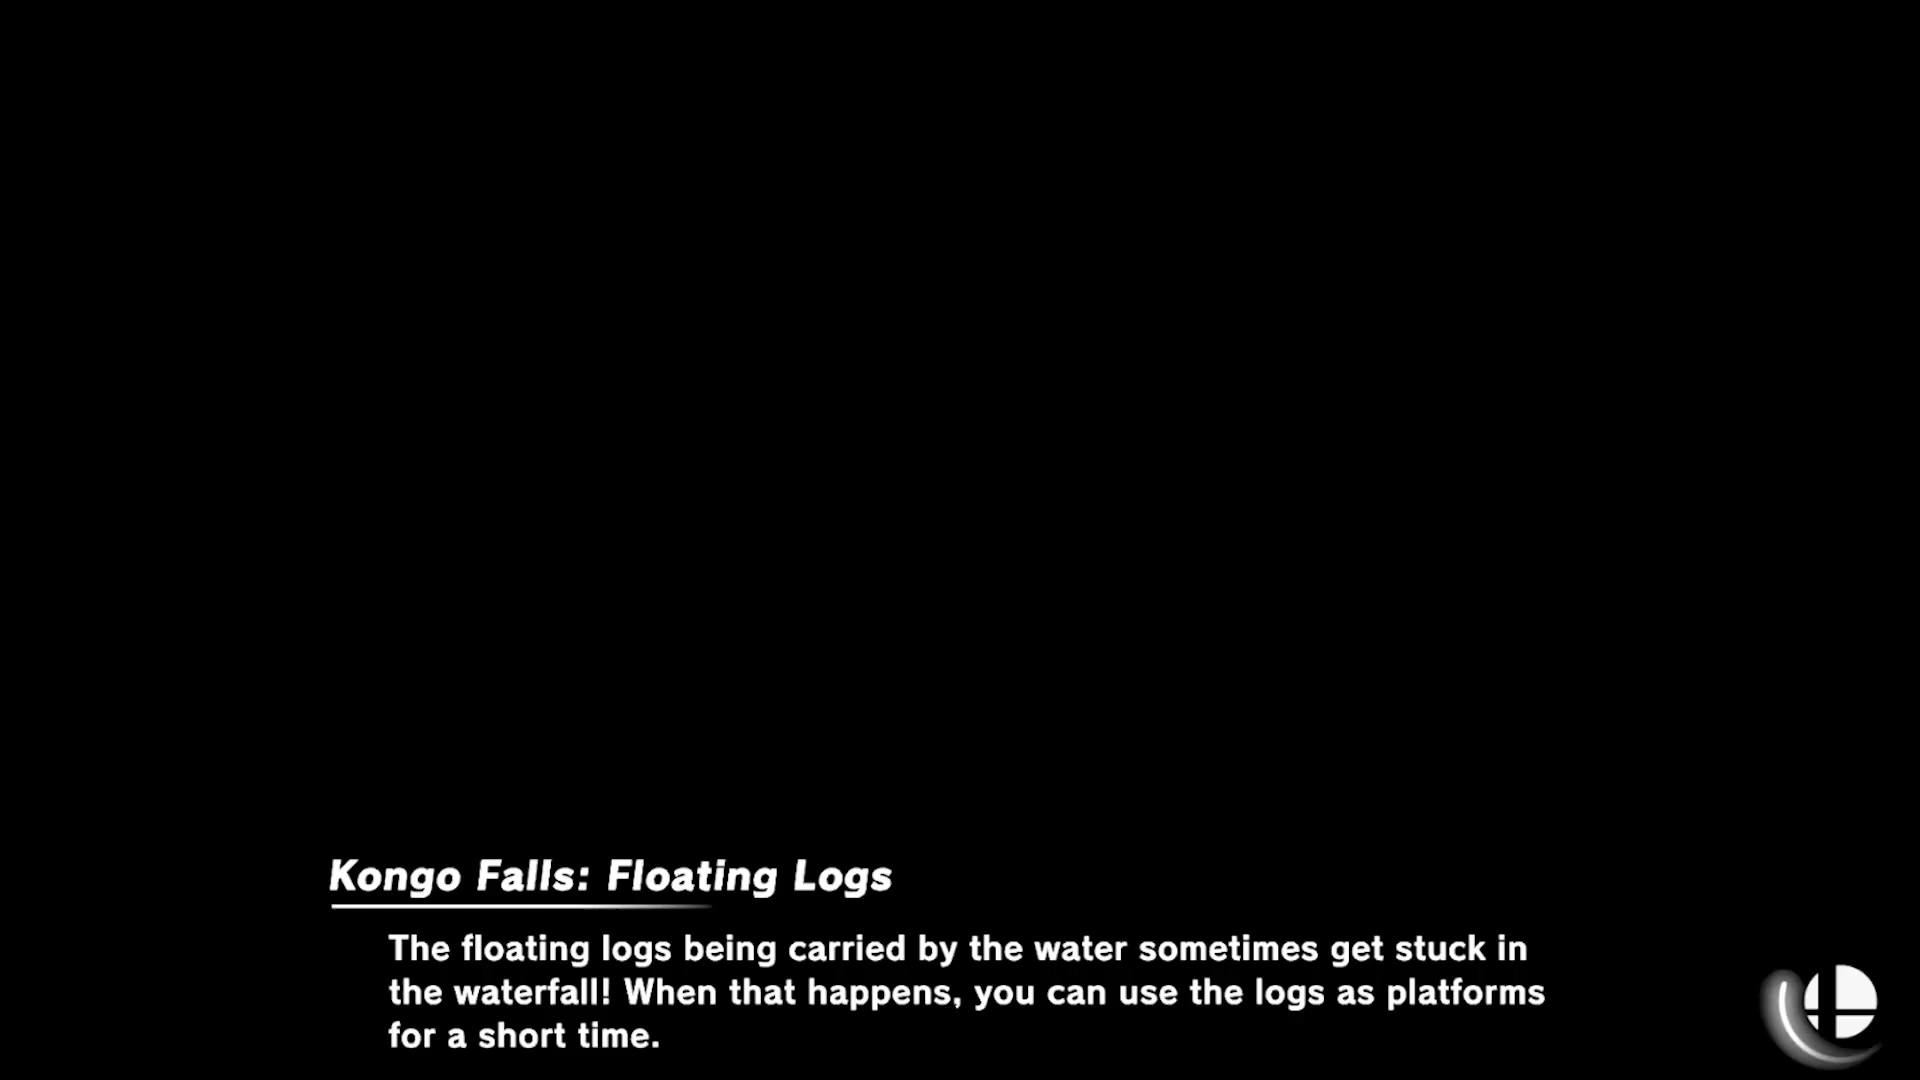 Kongo Falls: Floating Logs
The floating logs being carried by the water sometimes get stuck in
the waterfall! When that happens, you can use the logs as platforms
for a short time.